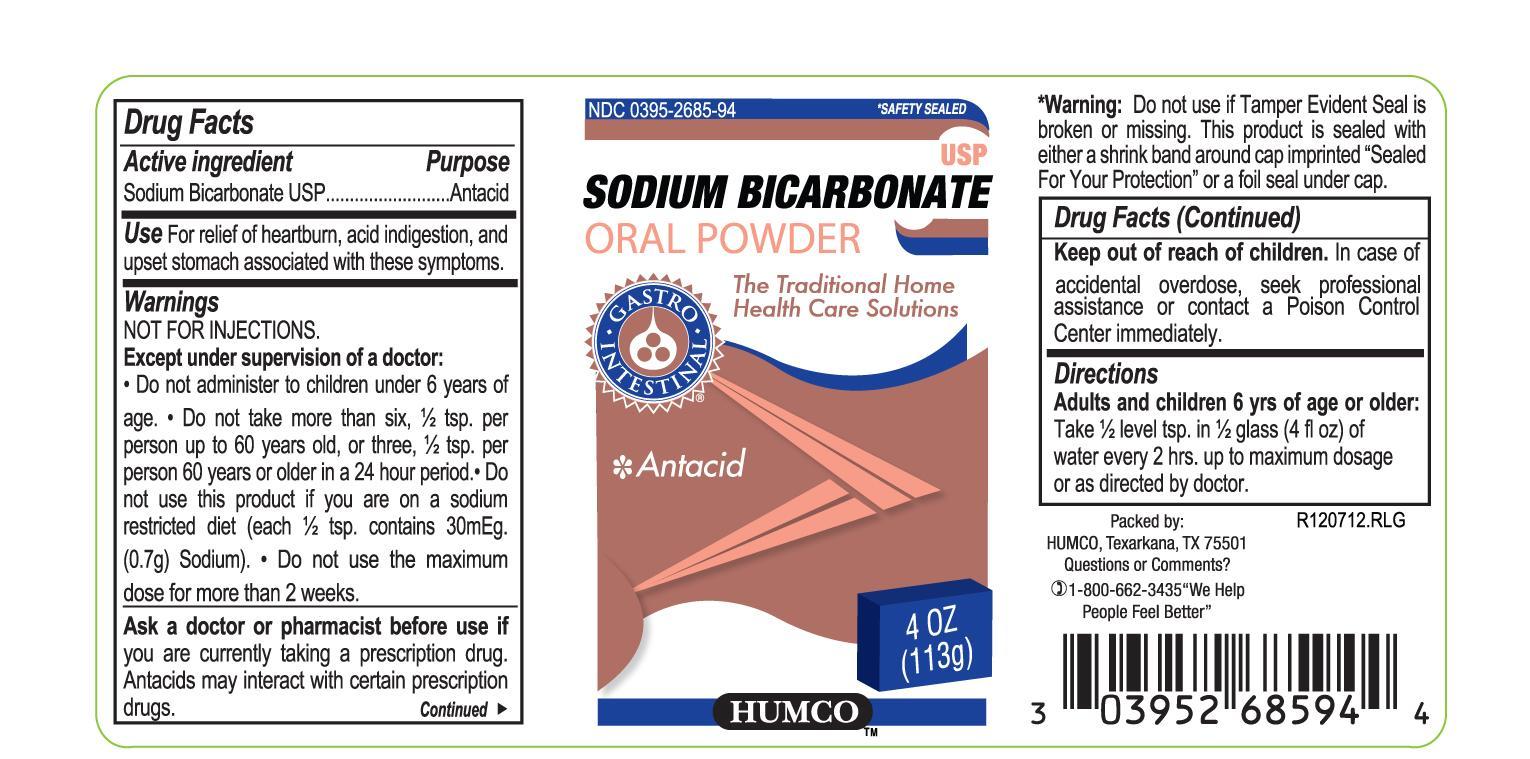 Drug Facts
Active ingredient Purpose
Sodium Bicarbonate USP..........................Antacid
Use For relief of heartburn, acid indigestion, and
upset stomach associated with these symptoms.
Warnings
NOT FOR INJECTIONS.
Except under supervision of a doctor:
• Do not administer to children under 6 years of
age. • Do not take more than six, ½ tsp. per
person up to 60 years old, or three, ½ tsp. per
person 60 years or older in a 24 hour period.• Do
not use this product if you are on a sodium
restricted diet (each ½ tsp. contains 30mEg.
(0.7g) Sodium). • Do not use the maximum
dose for more than 2 weeks.
Ask a doctor or pharmacist before use if
you are currently taking a prescription drug.
Antacids may interact with certain prescription
drugs. Continued ▶
NDC 0395-2685-94 *SAFETY SEALED
USP
SODIUM BICARBONATE
ORAL POWDER
The Traditional Home
Health Care Solutions
· GASTRO ·
INTESTINAL
®
✽Antacid
4 OZ
(113g)
HUMCO
TM
*Warning: Do not use if Tamper Evident Seal is
broken or missing. This product is sealed with
either a shrink band around cap imprinted “Sealed
For Your Protection” or a foil seal under cap.
Drug Facts (Continued)
Keep out of reach of children. In case of
accidental overdose, seek professional
assistance or contact a Poison Control
Center immediately.
Directions
Adults and children 6 yrs of age or older:
Take ½ level tsp. in ½ glass (4 fl oz) of
water every 2 hrs. up to maximum dosage
or as directed by doctor.
Packed by: R120712.RLG
HUMCO, Texarkana, TX 75501
Questions or Comments?
✆1-800-662-3435“We Help
People Feel Better”
3 03952 68594 4